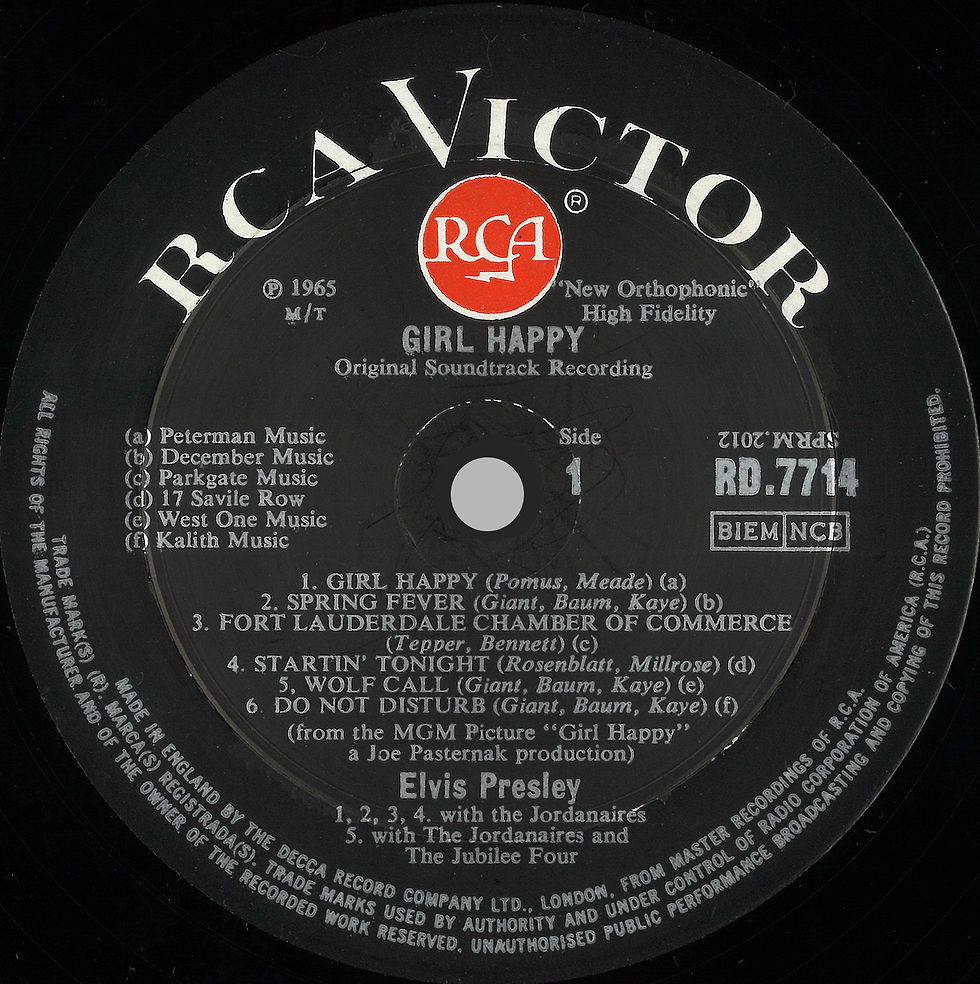 RCA VICTOR
RCA
®
℗ 1965
M/T
"New Orthophonic"
High Fidelity
GIRL HAPPY
Original Soundtrack Recording
(a) Peterman Music
(b) December Music
(c) Parkgate Music
(d) 17 Savile Row
(e) West One Music
(f) Kalith Music
Side
1
SPRM.2012
RD.7714
BIEM NCB
1. GIRL HAPPY (Pomus, Meade) (a)
2. SPRING FEVER (Giant, Baum, Kaye) (b)
3. FORT LAUDERDALE CHAMBER OF COMMERCE
(Tepper, Bennett) (c)
4. STARTIN' TONIGHT (Rosenblatt, Millrose) (d)
5, WOLF CALL (Giant, Baum, Kaye) (e)
6. DO NOT DISTURB (Giant, Baum, Kaye) (f)
(from the MGM Picture "Girl Happy"
a Joe Pasternak production)
Elvis Presley
1, 2, 3, 4. with the Jordanaires
5. with The Jordanaires and
The Jubilee Four
MADE IN ENGLAND BY THE DECCA RECORD COMPANY LTD., LONDON, FROM MASTER RECORDINGS OF R.C.A.
TRADE MARK(S) (R). MARCA(S) REGISTRADA(S). TRADE MARKS USED BY AUTHORITY AND UNDER CONTROL OF RADIO CORPORATION OF AMERICA (R.C.A.)
ALL RIGHTS OF THE MANUFACTURER AND OF THE OWNER OF THE RECORDED WORK RESERVED. UNAUTHORISED PUBLIC PERFORMANCE BROADCASTING AND COPYING OF THIS RECORD PROHIBITED.